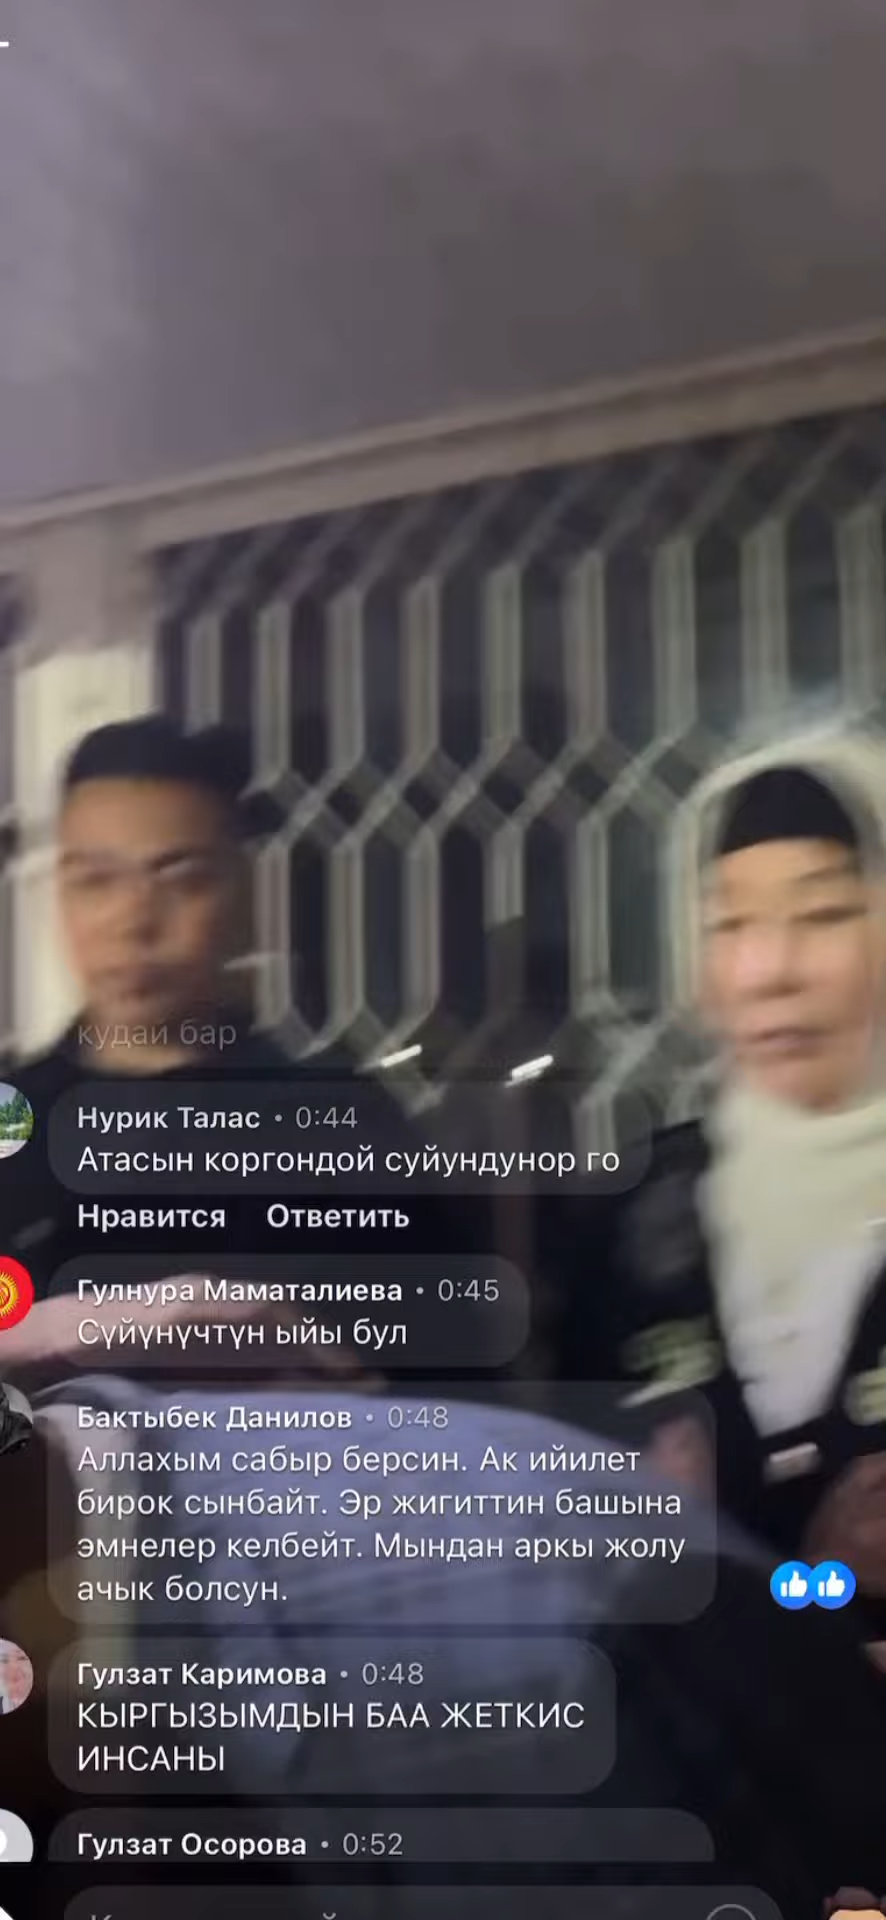 кудай бар
Нурик Талас • 0:44
Атасын коргондой суйундунор го
Нравится Ответить
Гулнура Маматалиева • 0:45
Сүйүнүчтүн ыйы бул
Бактыбек Данилов • 0:48
Аллахым сабыр берсин. Ак ийилет
бирок сынбайт. Эр жигиттин башына
эмнелер келбейт. Мындан аркы жолу
ачык болсун.
Гулзат Каримова • 0:48
КЫРГЫЗЫМДЫН БАА ЖЕТКИС
ИНСАНЫ
Гулзат Осорова • 0:52